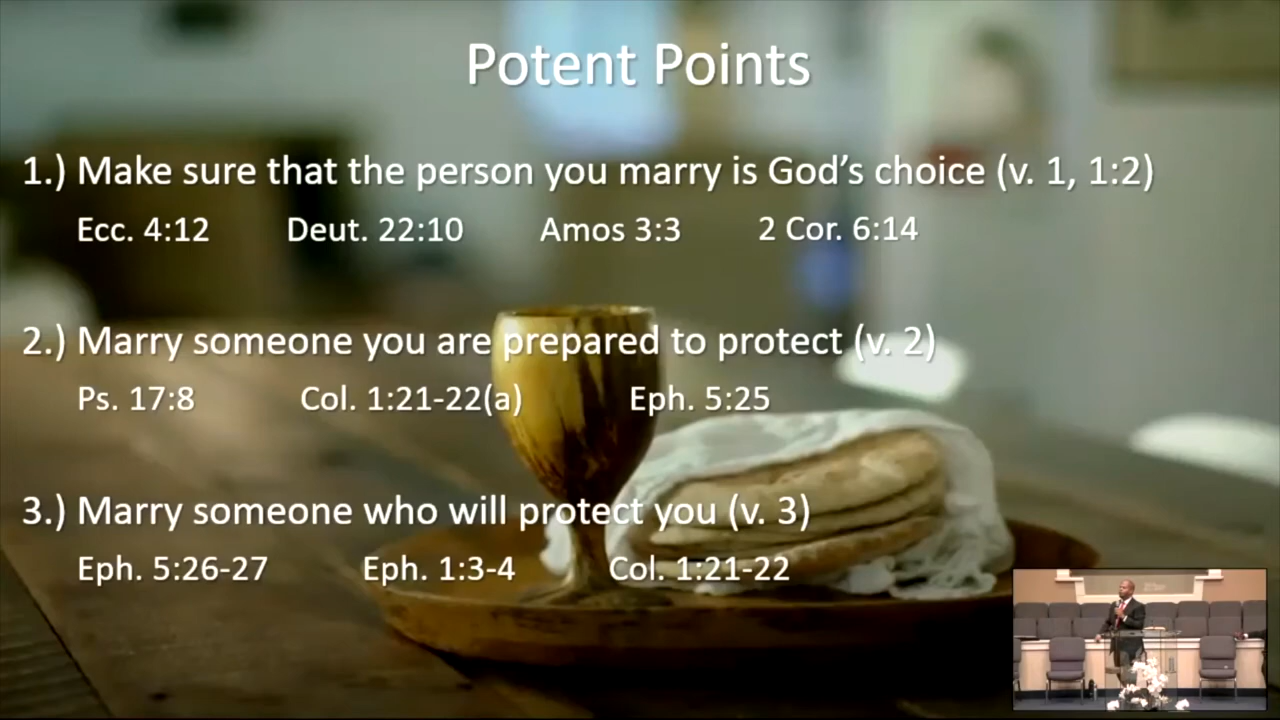 Potent Points
1.) Make sure that the person you marry is God’s choice (v. 1, 1:2)
Ecc. 4:12 Deut. 22:10 Amos 3:3 2 Cor. 6:14
2.) Marry someone you are prepared to protect (v. 2)
Ps. 17:8 Col. 1:21-22(a) Eph. 5:25
3.) Marry someone who will protect you (v. 3)
Eph. 5:26-27 Eph. 1:3-4 Col. 1:21-22